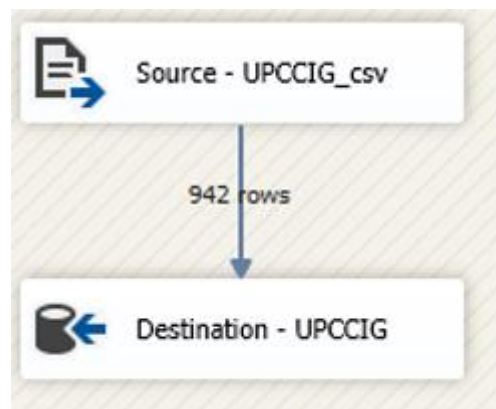 Source - UPCCIG_csv
942 rows
Destination - UPCCIG